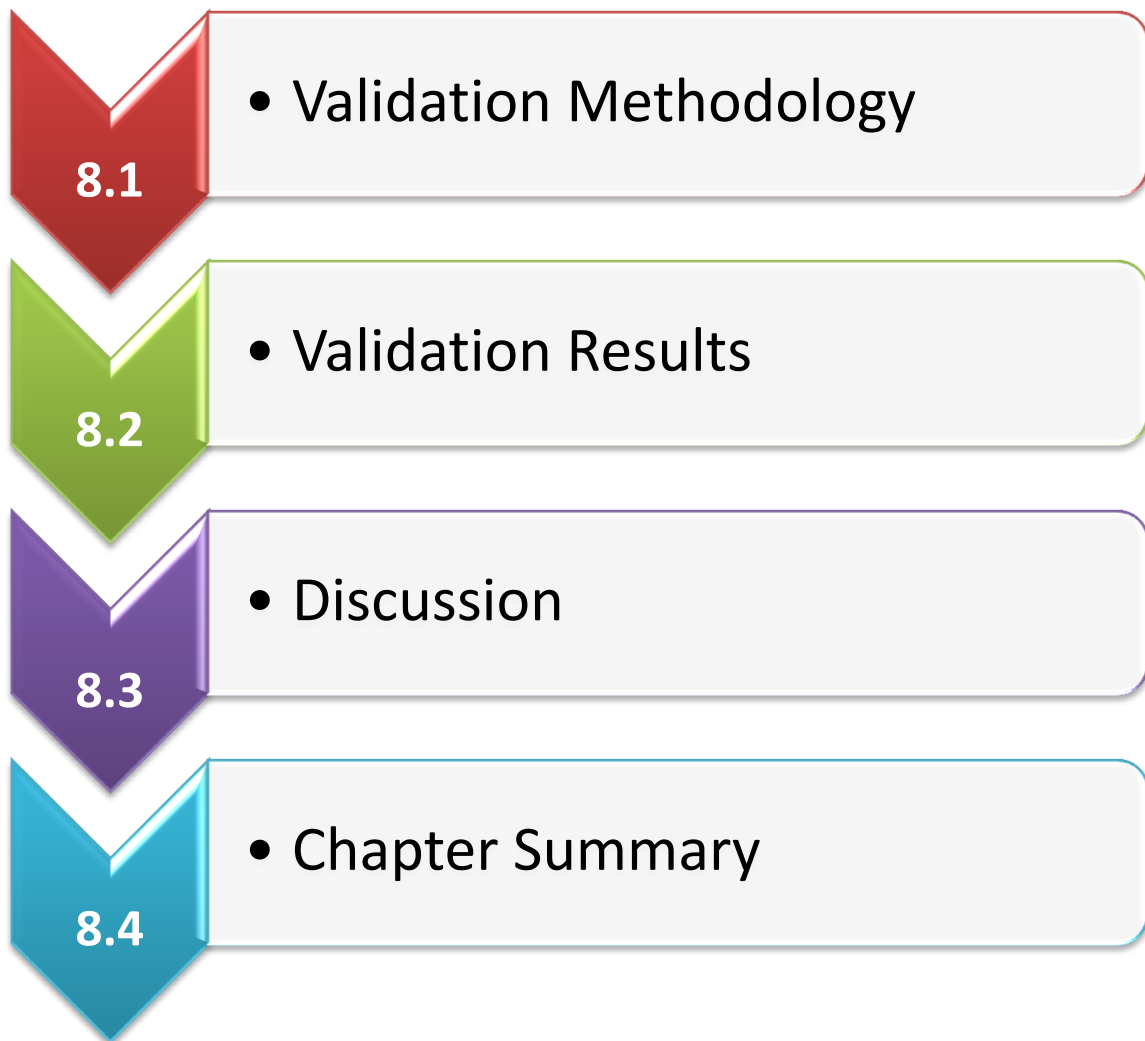 8.1
• Validation Methodology
8.2
• Validation Results
8.3
• Discussion
8.4
• Chapter Summary